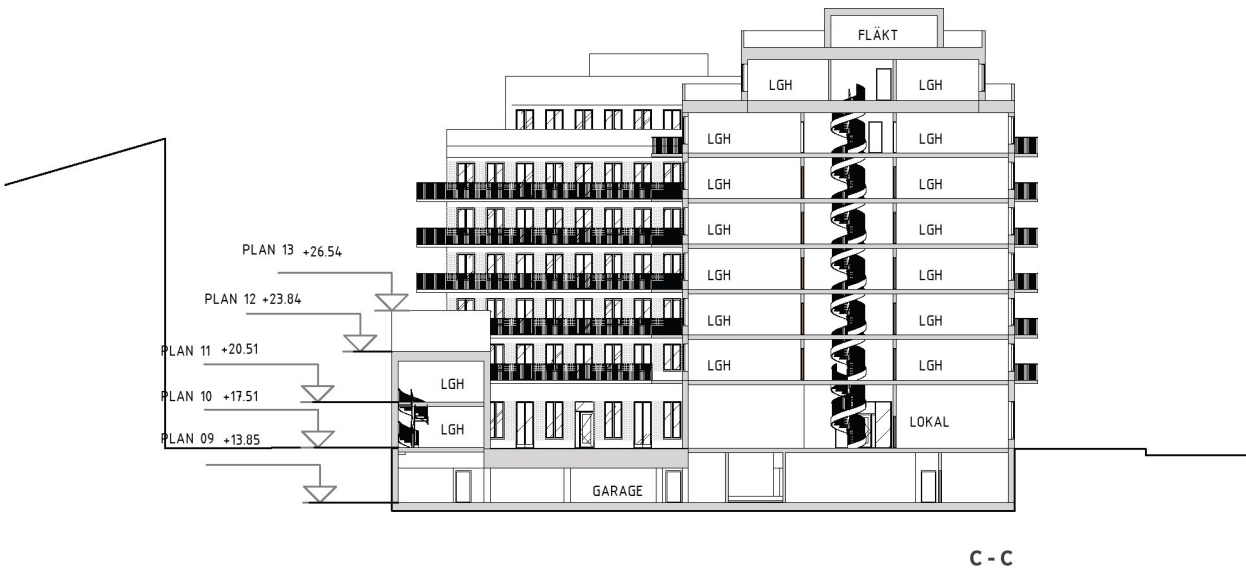 FLÄKT
LGH LGH
LGH LGH
LGH LGH
LGH LGH
PLAN 13 +26.54
LGH LGH
PLAN 12 +23.84
LGH LGH
PLAN 11 +20.51
LGH LGH
LGH
PLAN 10 +17.51
LOKAL
LGH
PLAN 09 +13.85
GARAGE
C - C